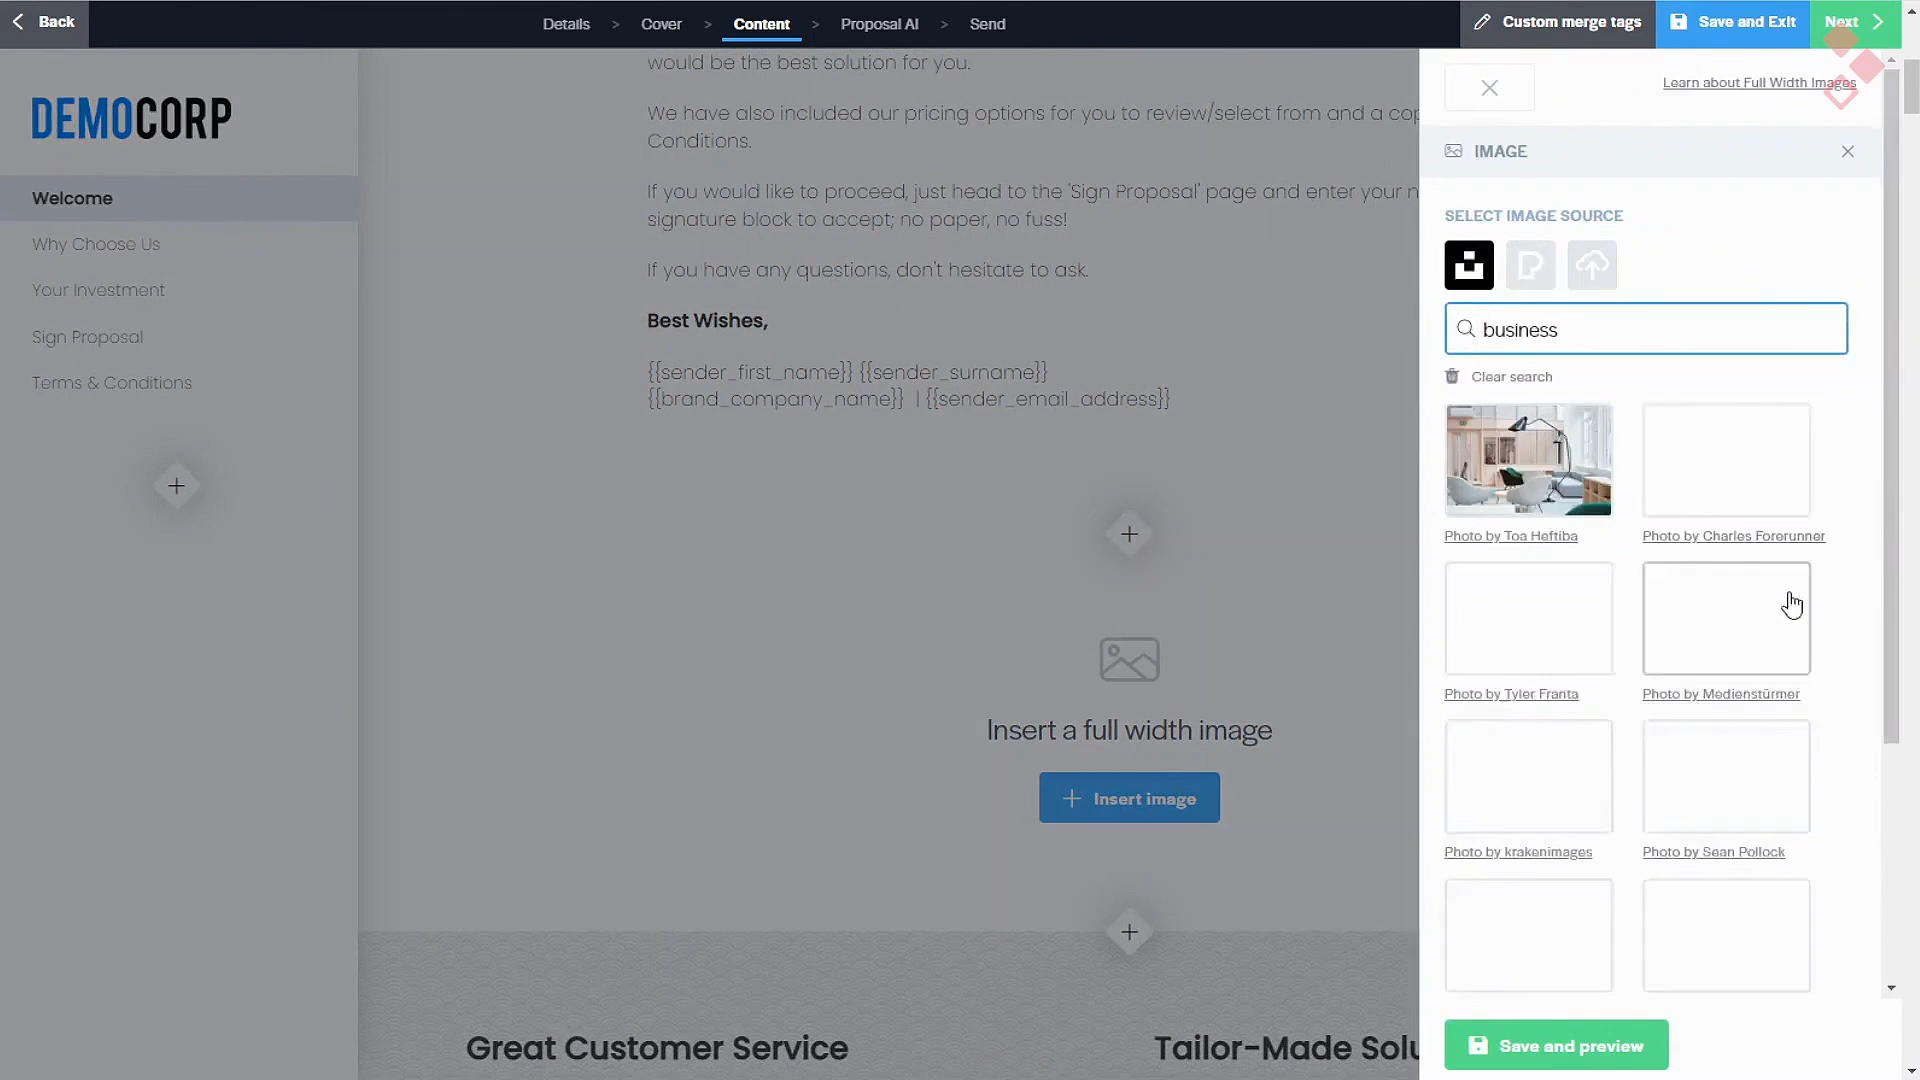 Back
Details > Cover > Content > Proposal AI > Send
Custom merge tags
Save and Exit
Next
DEMOCORP
Welcome
Why Choose Us
Your Investment
Sign Proposal
Terms & Conditions
would be the best solution for you.
We have also included our pricing options for you to review/select from and a cop
Conditions.
If you would like to proceed, just head to the 'Sign Proposal' page and enter your n
signature block to accept; no paper, no fuss!
If you have any questions, don't hesitate to ask.
Best Wishes,
{{sender_first_name}} {{sender_surname}}
{{brand_company_name}} | {{sender_email_address}}
Insert a full width image
Insert image
Great Customer Service
Tailor-Made Solu
Learn about Full Width Images
IMAGE
SELECT IMAGE SOURCE
business
Clear search
Photo by Toa Heftiba
Photo by Charles Forerunner
Photo by Tyler Franta
Photo by Medienstürmer
Photo by krakenimages
Photo by Sean Pollock
Save and preview